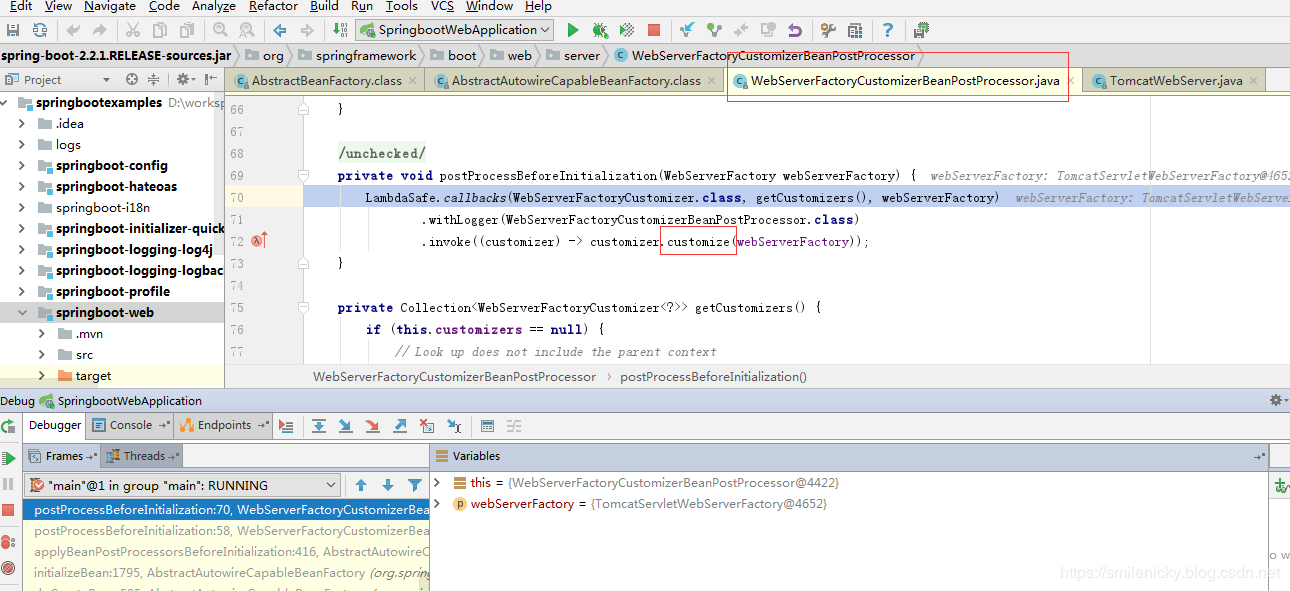 Edit View Navigate Code Analyze Refactor Build Run Tools VCS Window Help
SpringbootWebApplication
spring-boot-2.2.1.RELEASE-sources.jar org springframework boot web server WebServerFactoryCustomizerBeanPostProcessor
Project
AbstractBeanFactory.class AbstractAutowireCapableBeanFactory.class WebServerFactoryCustomizerBeanPostProcessor.java TomcatWebServer.java
springbootexamples D:\worksp
.idea
logs
springboot-config
springboot-hateoas
springboot-i18n
springboot-initializer-quick
springboot-logging-log4j
springboot-logging-logbac
springboot-profile
springboot-web
.mvn
src
target
66 }
67
68 /unchecked/
69 private void postProcessBeforeInitialization(WebServerFactory webServerFactory) { webServerFactory: TomcatServletWebServerFactory@4652
70 LambdaSafe.callbacks(WebServerFactoryCustomizer.class, getCustomizers(), webServerFactory) webServerFactory: TomcatServletWebServer
71 .withLogger(WebServerFactoryCustomizerBeanPostProcessor.class)
72 .invoke((customizer) -> customizer.customize(webServerFactory));
73 }
74
75 private Collection<WebServerFactoryCustomizer<?>> getCustomizers() {
76 if (this.customizers == null) {
77 // Look up does not include the parent context
WebServerFactoryCustomizerBeanPostProcessor › postProcessBeforeInitialization()
Debug SpringbootWebApplication
Debugger Console Endpoints
Frames Threads
"main"@1 in group "main": RUNNING
postProcessBeforeInitialization:70, WebServerFactoryCustomizerBea
postProcessBeforeInitialization:58, WebServerFactoryCustomizerBea
applyBeanPostProcessorsBeforeInitialization:416, AbstractAutowireC
initializeBean:1795, AbstractAutowireCapableBeanFactory (org.spring
Variables
this = {WebServerFactoryCustomizerBeanPostProcessor@4422}
webServerFactory = {TomcatServletWebServerFactory@4652}
https://smilenicky.blog.csdn.net